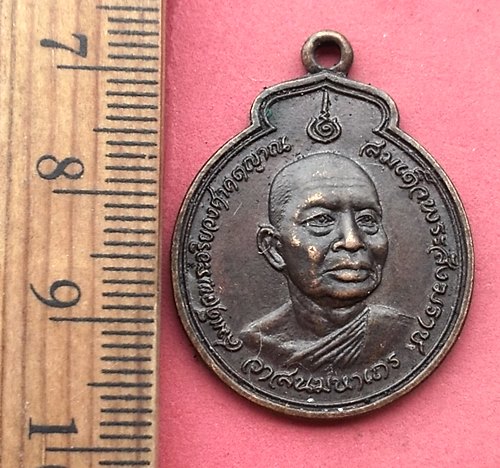 7
8
9
สมเด็จพระอริยวงศาคตญาณ
สมเด็จพระสังฆราช
วาสนมหาเถร